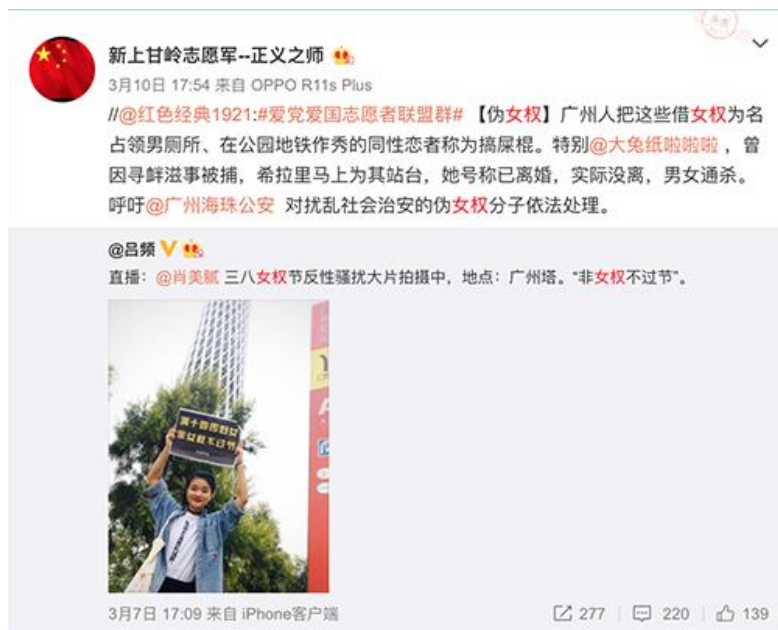 新上甘岭志愿军--正义之师
3月10日 17:54 来自 OPPO R11s Plus
//@红色经典1921:#爱党爱国志愿者联盟群# 【伪女权】广州人把这些借女权为名
占领男厕所、在公园地铁作秀的同性恋者称为搞屎棍。特别@大兔纸啦啦啦 ，曾
因寻衅滋事被捕，希拉里马上为其站台，她号称已离婚，实际没离，男女通杀。
呼吁@广州海珠公安 对扰乱社会治安的伪女权分子依法处理。
@吕频
直播：@肖美腻 三八女权节反性骚扰大片拍摄中，地点：广州塔。“非女权不过节”。
3月7日 17:09 来自 iPhone客户端
277 220 139